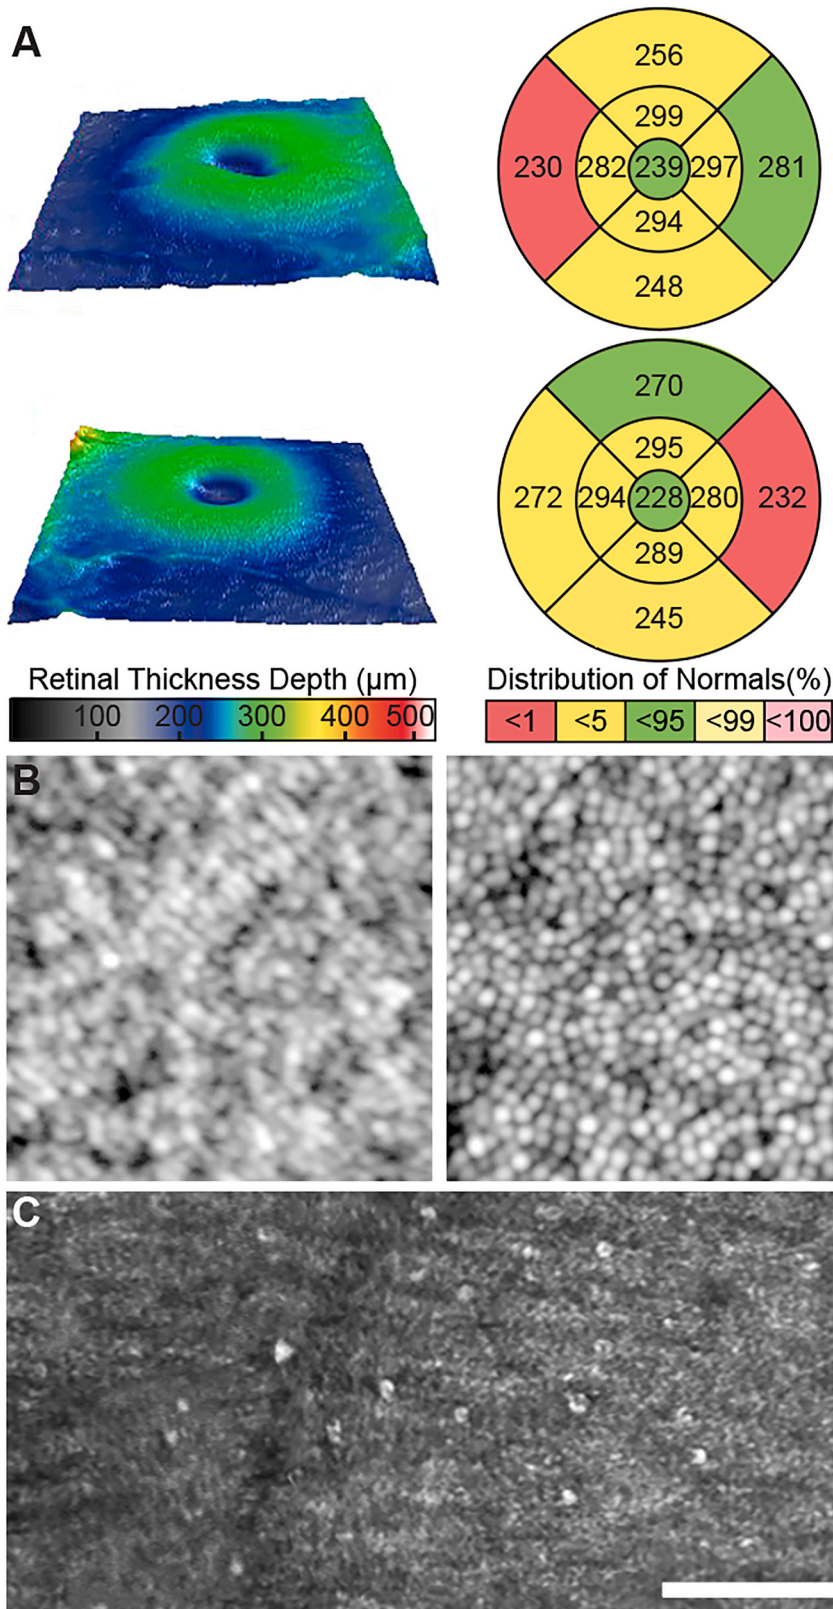 A
256
299
230 282 239 297 281
294
248
270
295
272 294 228 280 232
289
245
Retinal Thickness Depth (µm)
100 200 300 400 500
Distribution of Normals(%)
<1 <5 <95 <99 <100
B
C